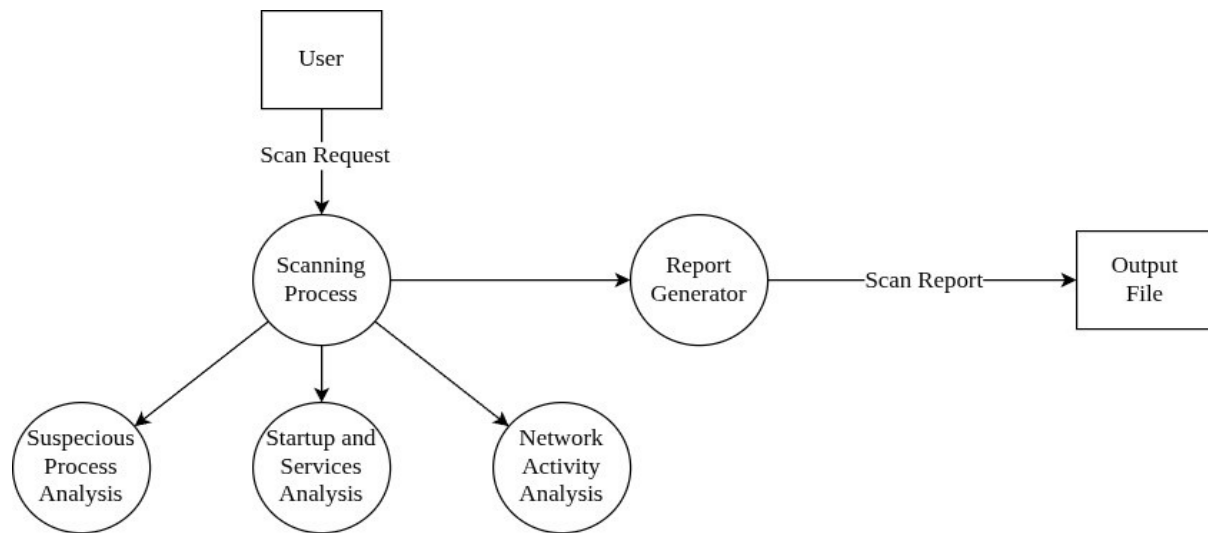 User
Scan Request
Scanning
Process
Report
Generator
Scan Report
Output
File
Suspecious
Process
Analysis
Startup and
Services
Analysis
Network
Activity
Analysis